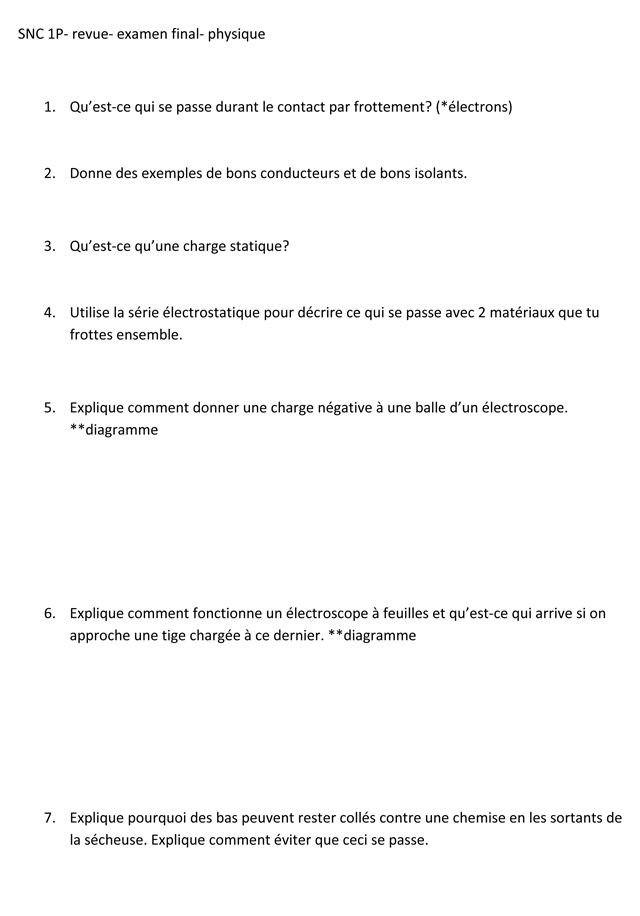 SNC 1P- revue- examen final- physique
1. Qu’est-ce qui se passe durant le contact par frottement? (*électrons)
2. Donne des exemples de bons conducteurs et de bons isolants.
3. Qu’est-ce qu’une charge statique?
4. Utilise la série électrostatique pour décrire ce qui se passe avec 2 matériaux que tu
frottes ensemble.
5. Explique comment donner une charge négative à une balle d’un électroscope.
**diagramme
6. Explique comment fonctionne un électroscope à feuilles et qu’est-ce qui arrive si on
approche une tige chargée à ce dernier. **diagramme
7. Explique pourquoi des bas peuvent rester collés contre une chemise en les sortants de
la sécheuse. Explique comment éviter que ceci se passe.